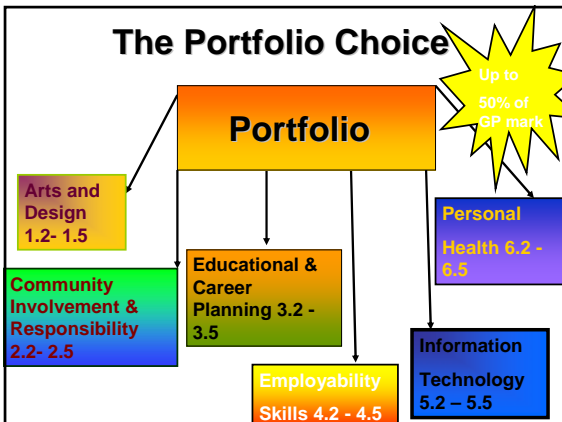 The Portfolio Choice
Up to
50% of
GP mark
Portfolio
Arts and
Design
1.2- 1.5
Personal
Health 6.2 -
6.5
Educational &
Career
Planning 3.2 -
3.5
Community
Involvement &
Responsibility
2.2- 2.5
Information
Technology
5.2 – 5.5
Employability
Skills 4.2 - 4.5